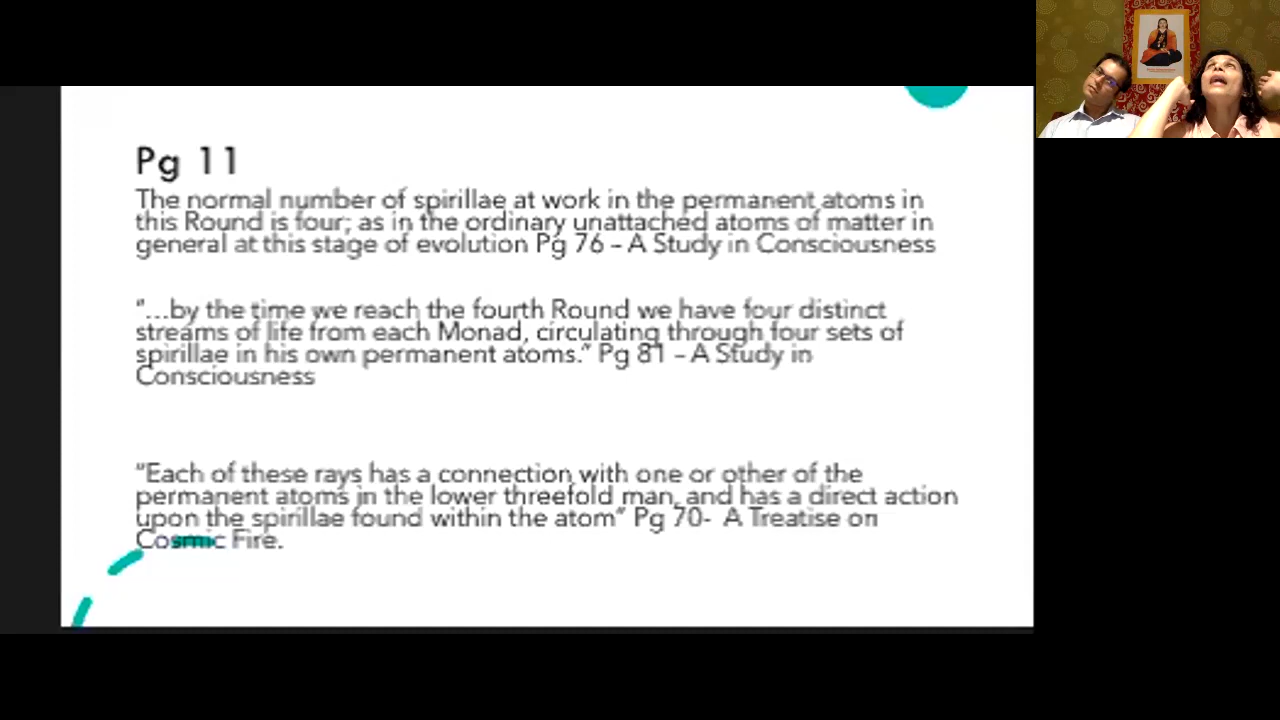 Pg 11
The normal number of spirillae at work in the permanent atoms in
this Round is four; as in the ordinary unattached atoms of matter in
general at this stage of evolution Pg 76 – A Study in Consciousness
“...by the time we reach the fourth Round we have four distinct
streams of life from each Monad, circulating through four sets of
spirillae in his own permanent atoms.” Pg 81 – A Study in
Consciousness
“Each of these rays has a connection with one or other of the
permanent atoms in the lower threefold man, and has a direct action
upon the spirillae found within the atom” Pg 70- A Treatise on
Cosmic Fire.